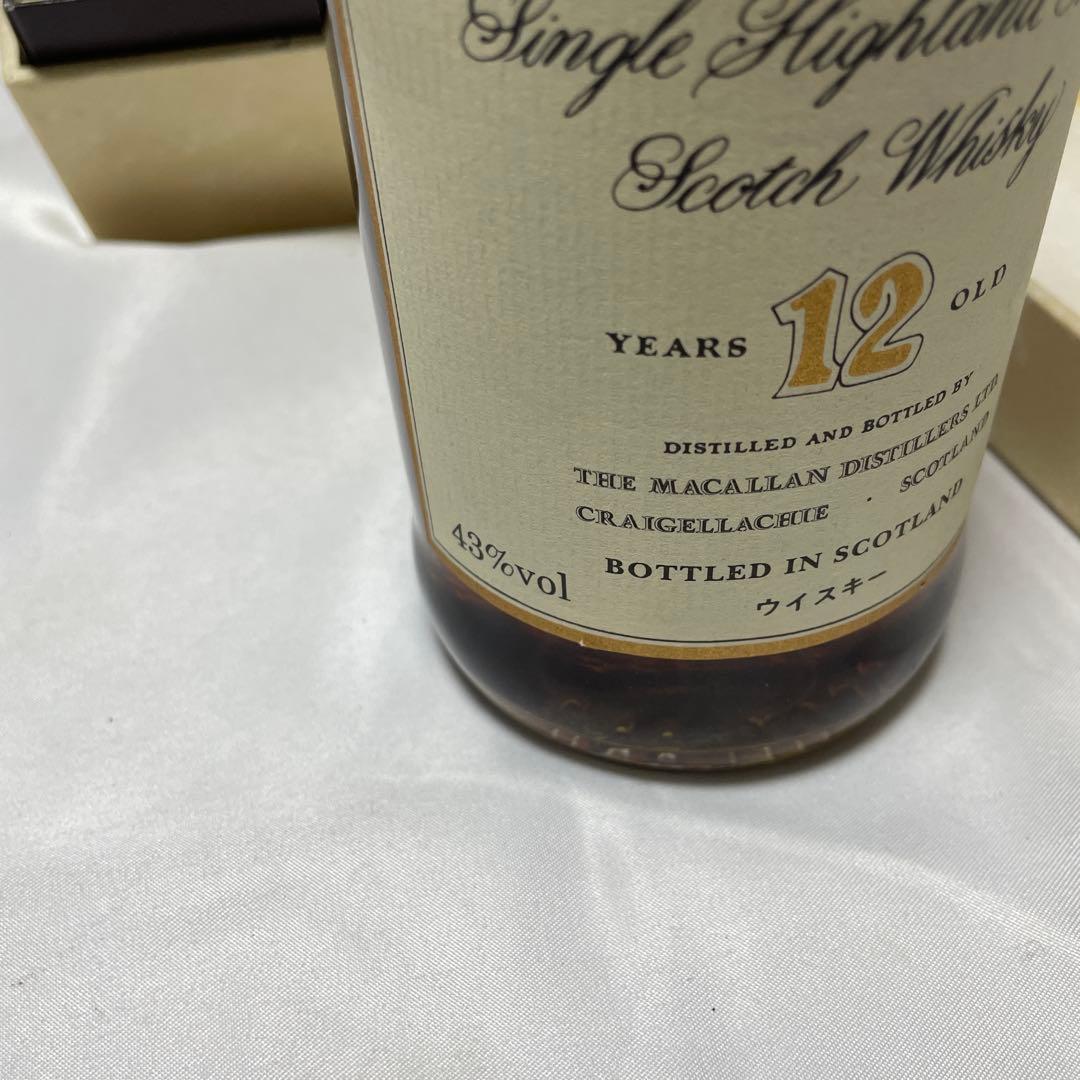 Single Highland
Scotch Whisky
YEARS 12 OLD
DISTILLED AND BOTTLED BY
THE MACALLAN DISTILLERS LTD
CRAIGELLACHIE · SCOTLAND
BOTTLED IN SCOTLAND
43%vol
ウイスキー